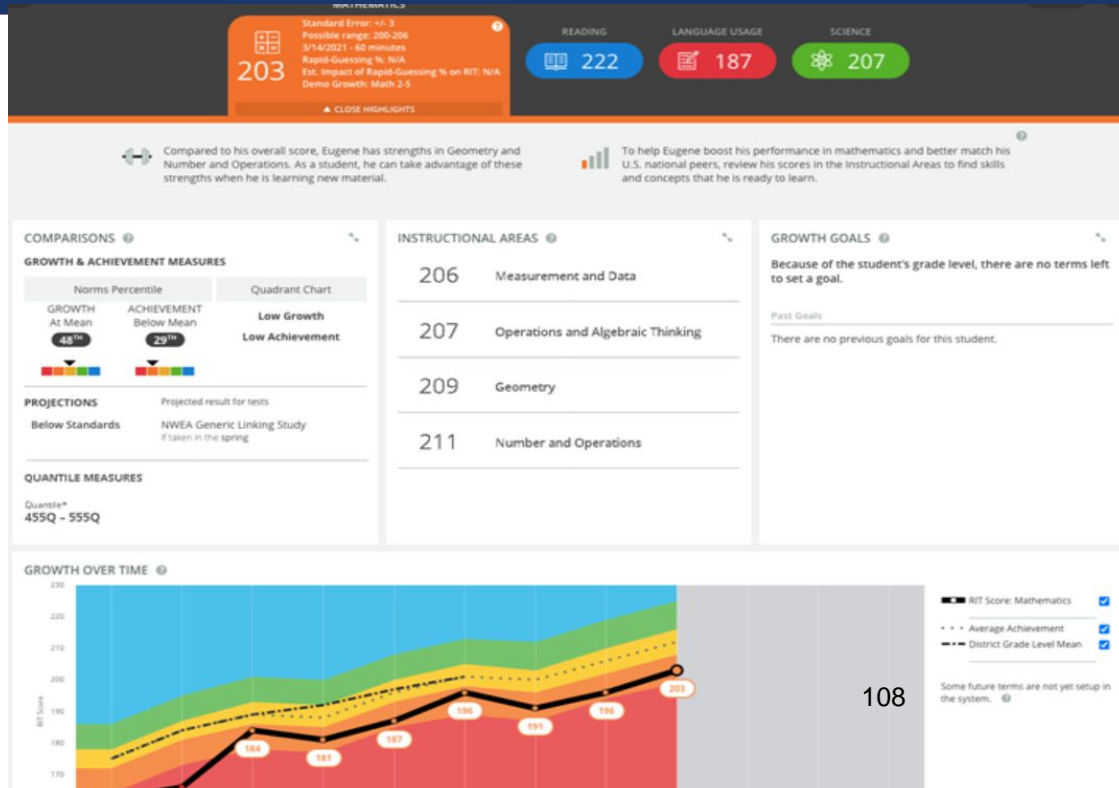 MATHEMATICS
203
Standard Error: +/- 3
Possible range: 200-206
3/14/2021 - 60 minutes
Rapid-Guessing %: N/A
Est. Impact of Rapid-Guessing % on RIT: N/A
Demo Growth: Math 2-5
▲ CLOSE HIGHLIGHTS
READING
222
LANGUAGE USAGE
187
SCIENCE
207
Compared to his overall score, Eugene has strengths in Geometry and
Number and Operations. As a student, he can take advantage of these
strengths when he is learning new material.
To help Eugene boost his performance in mathematics and better match his
U.S. national peers, review his scores in the Instructional Areas to find skills
and concepts that he is ready to learn.
COMPARISONS
GROWTH & ACHIEVEMENT MEASURES
Norms Percentile
Quadrant Chart
GROWTH
At Mean
48TH
ACHIEVEMENT
Below Mean
29TH
Low Growth
Low Achievement
PROJECTIONS
Projected result for tests
Below Standards
NWEA Generic Linking Study
If taken in the spring
QUANTILE MEASURES
Quantile*
455Q – 555Q
INSTRUCTIONAL AREAS
206 Measurement and Data
207 Operations and Algebraic Thinking
209 Geometry
211 Number and Operations
GROWTH GOALS
Because of the student's grade level, there are no terms left
to set a goal.
Past Goals
There are no previous goals for this student.
GROWTH OVER TIME
230
220
210
200
190
180
170
RIT Score
184
181
187
196
191
196
203
108
RIT Score: Mathematics
Average Achievement
District Grade Level Mean
Some future terms are not yet setup in
the system.